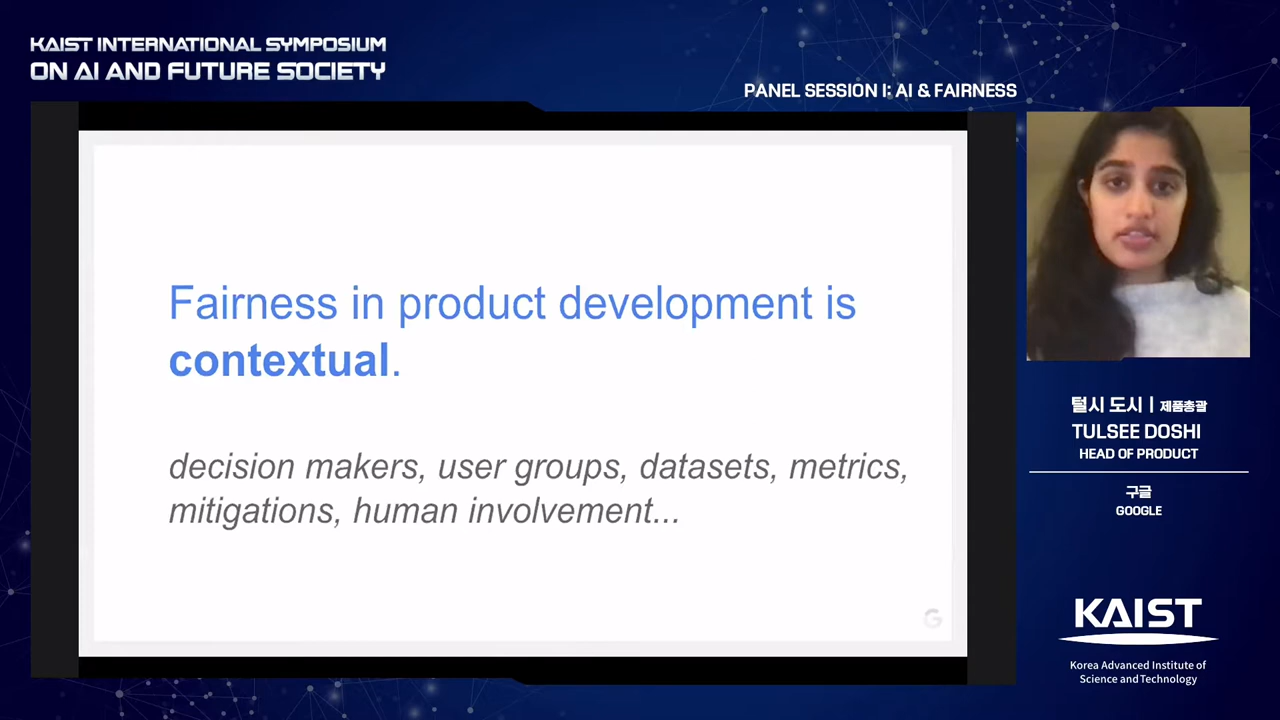 KAIST INTERNATIONAL SYMPOSIUM
ON AI AND FUTURE SOCIETY
PANEL SESSION I: AI & FAIRNESS
Fairness in product development is
contextual.
decision makers, user groups, datasets, metrics,
mitigations, human involvement...
G
털시 도시 | 제품총괄
TULSEE DOSHI
HEAD OF PRODUCT
구글
GOOGLE
KAIST
Korea Advanced Institute of
Science and Technology